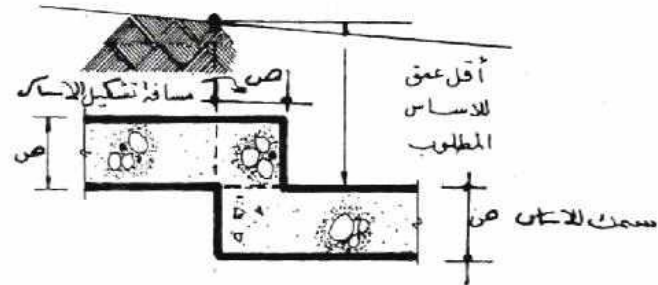 أقل عمق
للاساس
المطلوب
ص
مسافة تشكيل الاساس
ص
ص
سمك الاساس